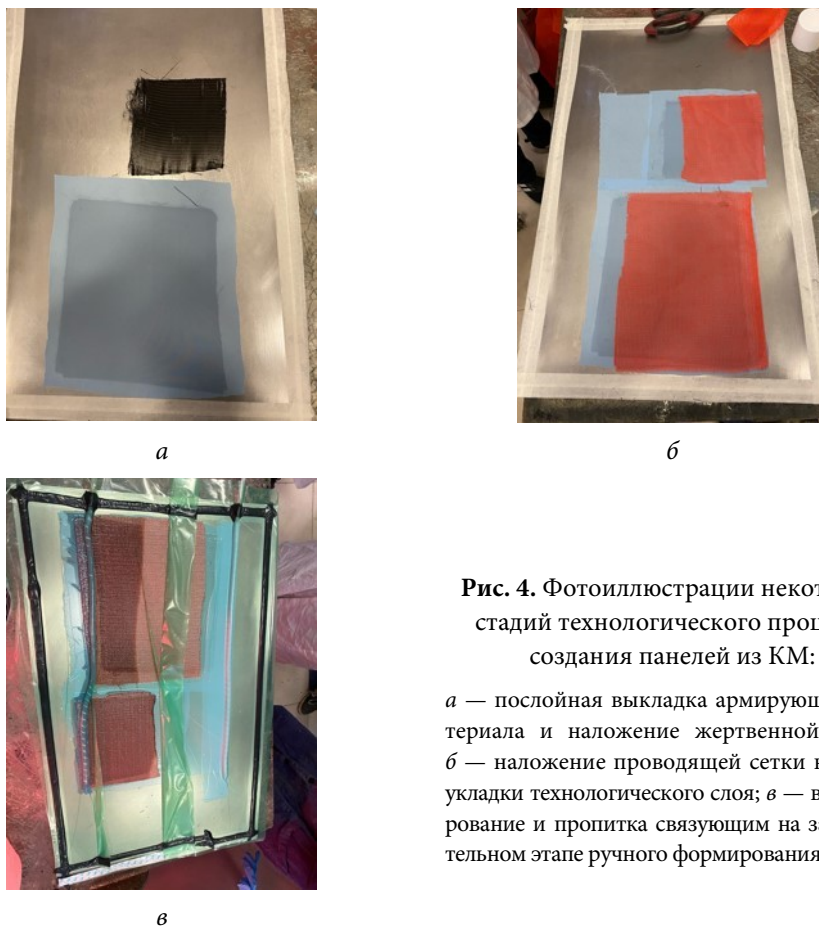 а
б
Рис. 4. Фотоиллюстрации некот
стадий технологического проц
создания панелей из КМ:
а — послойная выкладка армирующ
териала и наложение жертвенной
б — наложение проводящей сетки
укладки технологического слоя; в — в
рование и пропитка связующим на за
тельном этапе ручного формирования
в